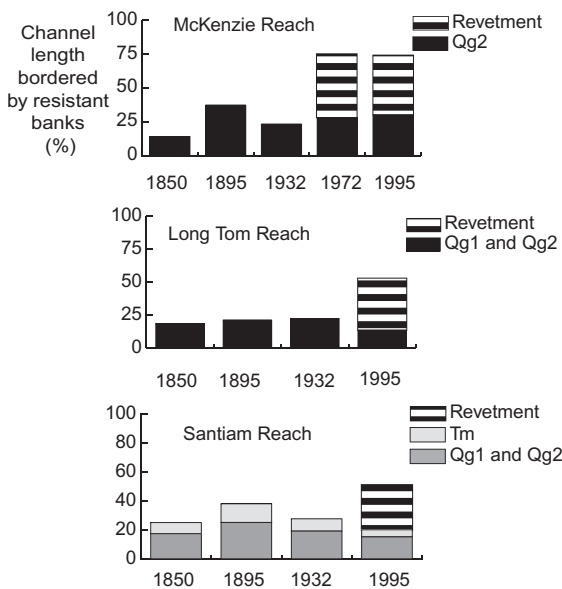 Channel
length
bordered
by resistant
banks
(%)
McKenzie Reach
Revetment
Qg2
100
75
50
25
0
1850 1895 1932 1972 1995
Long Tom Reach
Revetment
Qg1 and Qg2
100
75
50
25
0
1850 1895 1932 1995
Santiam Reach
Revetment
Tm
Qg1 and Qg2
100
80
60
40
20
0
1850 1895 1932 1995